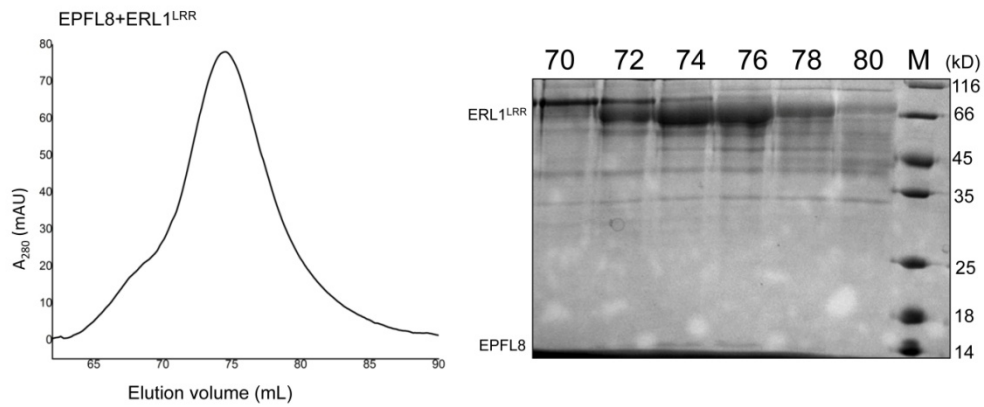 EPFL8+ERL1LRR
80
70
60
50
40
30
20
10
0
A280 (mAU)
65 70 75 80 85 90
Elution volume (mL)
70 72 74 76 78 80 M (kD)
ERL1LRR
EPFL8
116
66
45
35
25
18
14